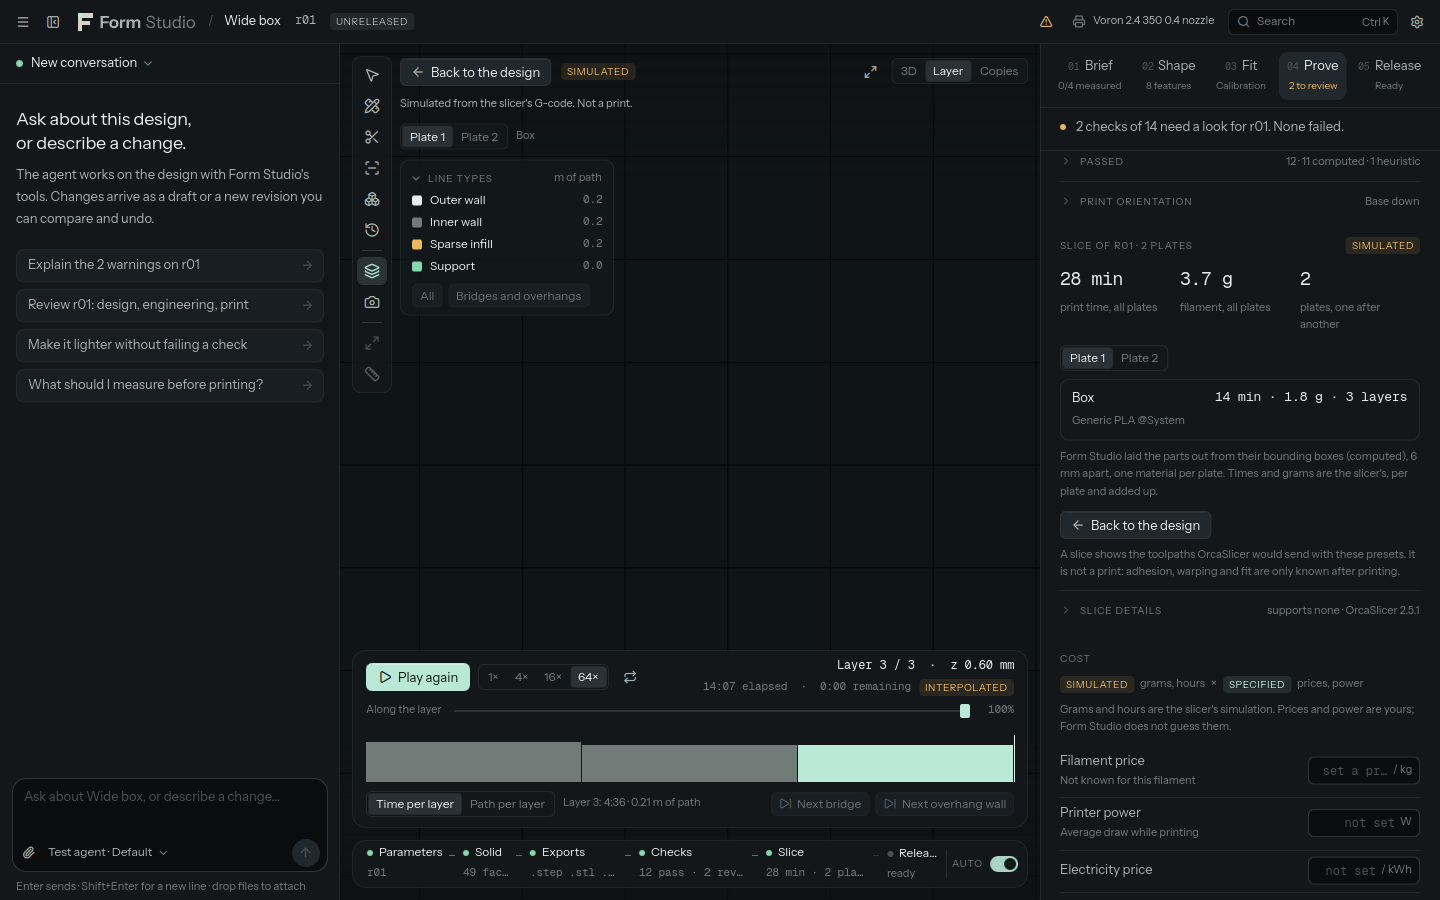 Form Studio / Wide box r01 UNRELEASED
Voron 2.4 350 0.4 nozzle
Search Ctrl K
New conversation
Ask about this design,
or describe a change.
The agent works on the design with Form Studio's
tools. Changes arrive as a draft or a new revision you
can compare and undo.
Explain the 2 warnings on r01
Review r01: design, engineering, print
Make it lighter without failing a check
What should I measure before printing?
Ask about Wide box, or describe a change...
Test agent · Default
Enter sends · Shift+Enter for a new line · drop files to attach
Back to the design SIMULATED
3D Layer Copies
Simulated from the slicer's G-code. Not a print.
Plate 1 Plate 2 Box
LINE TYPES m of path
Outer wall 0.2
Inner wall 0.2
Sparse infill 0.2
Support 0.0
All Bridges and overhangs
Play again 1× 4× 16× 64×
Layer 3 / 3 · z 0.60 mm
14:07 elapsed · 0:00 remaining INTERPOLATED
Along the layer 100%
Time per layer Path per layer Layer 3: 4:36 · 0.21 m of path
Next bridge Next overhang wall
Parameters Solid Exports Checks Slice Relea...
r01 49 fac... .step .stl ... 12 pass · 2 rev... 28 min · 2 pla... ready
AUTO
01 Brief 02 Shape 03 Fit 04 Prove 05 Release
0/4 measured 8 features Calibration 2 to review Ready
2 checks of 14 need a look for r01. None failed.
PASSED 12 · 11 computed · 1 heuristic
PRINT ORIENTATION Base down
SLICE OF R01 · 2 PLATES SIMULATED
28 min 3.7 g 2
print time, all plates filament, all plates plates, one after
another
Plate 1 Plate 2
Box 14 min · 1.8 g · 3 layers
Generic PLA @System
Form Studio laid the parts out from their bounding boxes (computed), 6
mm apart, one material per plate. Times and grams are the slicer's, per
plate and added up.
Back to the design
A slice shows the toolpaths OrcaSlicer would send with these presets. It
is not a print: adhesion, warping and fit are only known after printing.
SLICE DETAILS supports none · OrcaSlicer 2.5.1
COST
SIMULATED grams, hours × SPECIFIED prices, power
Grams and hours are the slicer's simulation. Prices and power are yours;
Form Studio does not guess them.
Filament price set a pr... / kg
Not known for this filament
Printer power not set W
Average draw while printing
Electricity price not set / kWh